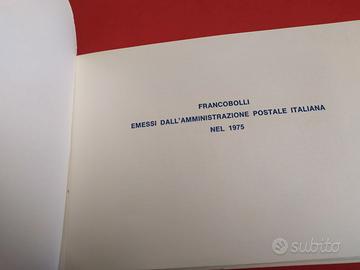 FRANCOBOLLI
EMESSI DALL'AMMINISTRAZIONE POSTALE ITALIANA
NEL 1975
subito